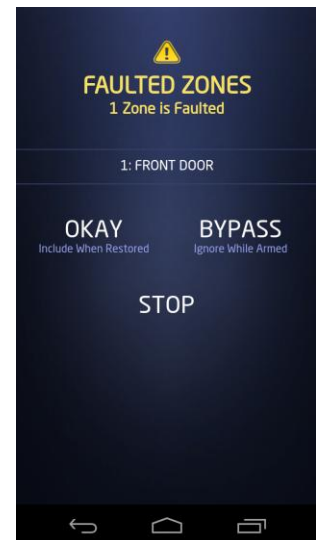 FAULTED ZONES
1 Zone is Faulted
1: FRONT DOOR
OKAY
Include When Restored
BYPASS
Ignore While Armed
STOP